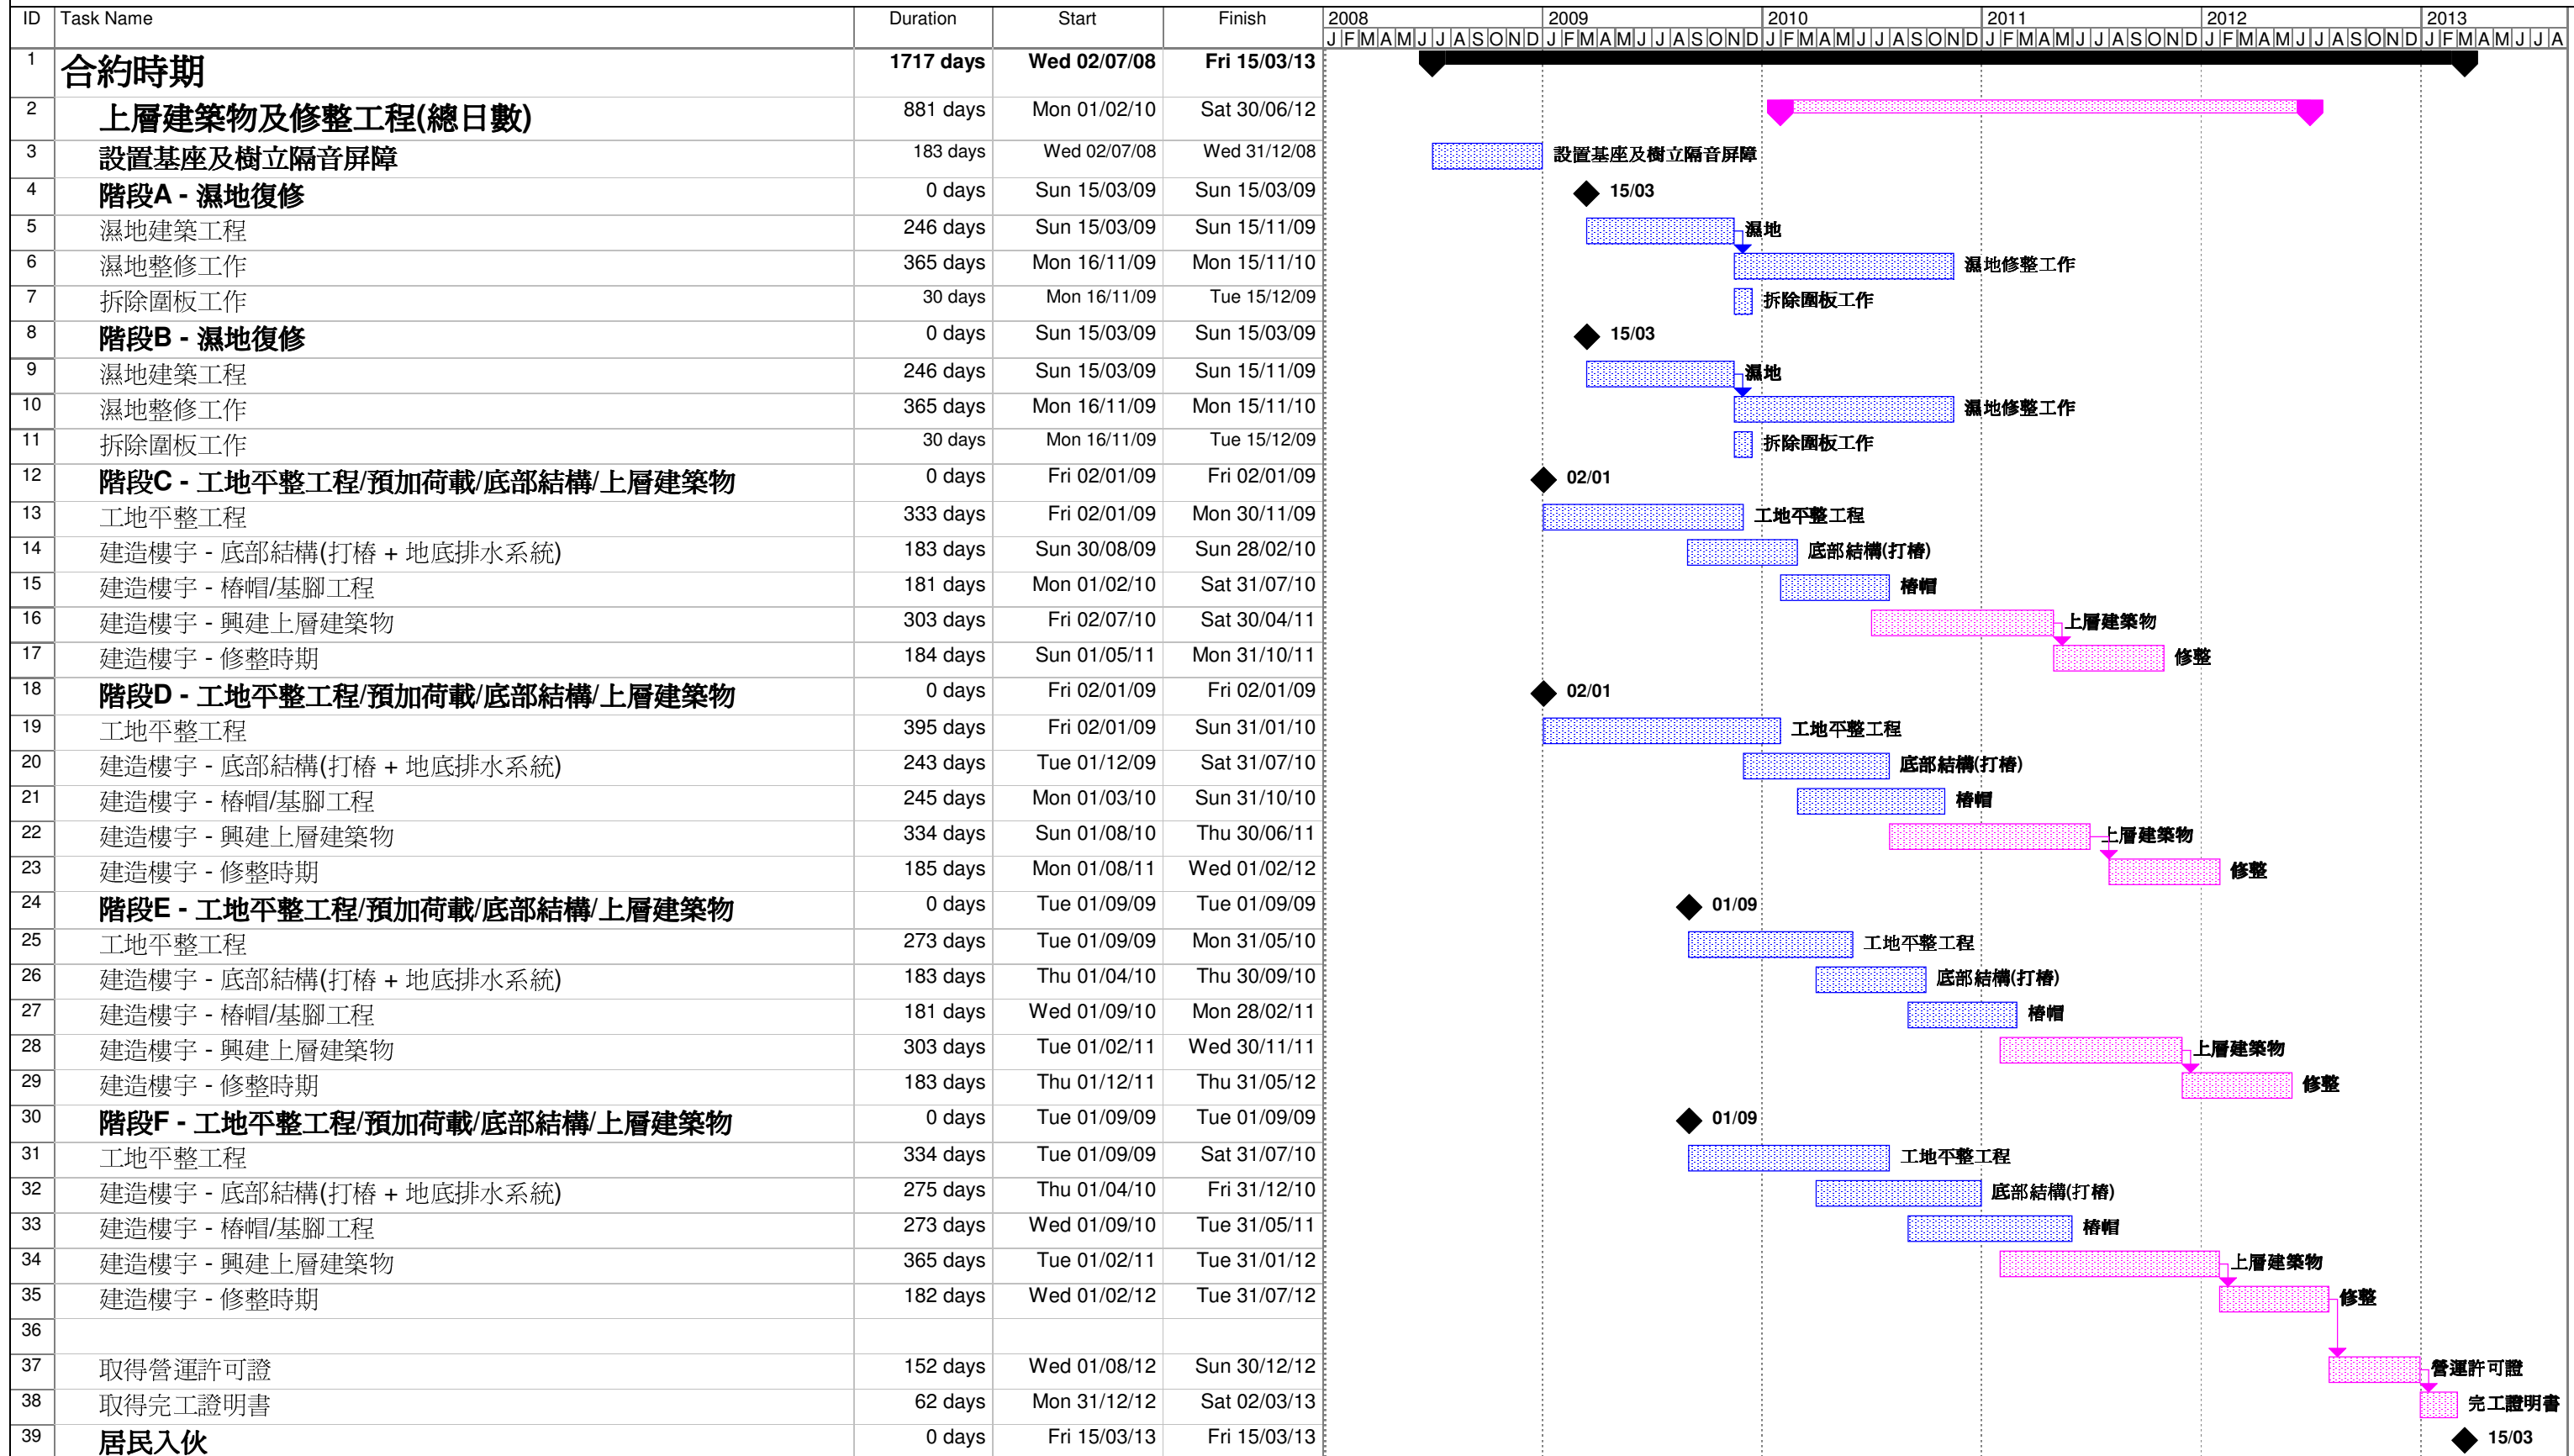 ID Task Name Duration Start Finish 2008 2009 2010 2011 2012 2013
J F M A M J J A S O N D J F M A M J J A S O N D J F M A M J J A S O N D J F M A M J J A S O N D J F M A M J J A S O N D J F M A M J J A
1 合約時期 1717 days Wed 02/07/08 Fri 15/03/13
2 上層建築物及修整工程(總日數) 881 days Mon 01/02/10 Sat 30/06/12
3 設置基座及樹立隔音屏障 183 days Wed 02/07/08 Wed 31/12/08 設置基座及樹立隔音屏障
4 階段A - 濕地復修 0 days Sun 15/03/09 Sun 15/03/09 15/03
5 濕地建築工程 246 days Sun 15/03/09 Sun 15/11/09 濕地
6 濕地整修工作 365 days Mon 16/11/09 Mon 15/11/10 濕地修整工作
7 拆除圍板工作 30 days Mon 16/11/09 Tue 15/12/09 拆除圍板工作
8 階段B - 濕地復修 0 days Sun 15/03/09 Sun 15/03/09 15/03
9 濕地建築工程 246 days Sun 15/03/09 Sun 15/11/09 濕地
10 濕地整修工作 365 days Mon 16/11/09 Mon 15/11/10 濕地修整工作
11 拆除圍板工作 30 days Mon 16/11/09 Tue 15/12/09 拆除圍板工作
12 階段C - 工地平整工程/預加荷載/底部結構/上層建築物 0 days Fri 02/01/09 Fri 02/01/09 02/01
13 工地平整工程 333 days Fri 02/01/09 Mon 30/11/09 工地平整工程
14 建造樓宇 - 底部結構(打樁 + 地底排水系統) 183 days Sun 30/08/09 Sun 28/02/10 底部結構(打樁)
15 建造樓宇 - 樁帽/基腳工程 181 days Mon 01/02/10 Sat 31/07/10 樁帽
16 建造樓宇 - 興建上層建築物 303 days Fri 02/07/10 Sat 30/04/11 上層建築物
17 建造樓宇 - 修整時期 184 days Sun 01/05/11 Mon 31/10/11 修整
18 階段D - 工地平整工程/預加荷載/底部結構/上層建築物 0 days Fri 02/01/09 Fri 02/01/09 02/01
19 工地平整工程 395 days Fri 02/01/09 Sun 31/01/10 工地平整工程
20 建造樓宇 - 底部結構(打樁 + 地底排水系統) 243 days Tue 01/12/09 Sat 31/07/10 底部結構(打樁)
21 建造樓宇 - 樁帽/基腳工程 245 days Mon 01/03/10 Sun 31/10/10 樁帽
22 建造樓宇 - 興建上層建築物 334 days Sun 01/08/10 Thu 30/06/11 上層建築物
23 建造樓宇 - 修整時期 185 days Mon 01/08/11 Wed 01/02/12 修整
24 階段E - 工地平整工程/預加荷載/底部結構/上層建築物 0 days Tue 01/09/09 Tue 01/09/09 01/09
25 工地平整工程 273 days Tue 01/09/09 Mon 31/05/10 工地平整工程
26 建造樓宇 - 底部結構(打樁 + 地底排水系統) 183 days Thu 01/04/10 Thu 30/09/10 底部結構(打樁)
27 建造樓宇 - 樁帽/基腳工程 181 days Wed 01/09/10 Mon 28/02/11 樁帽
28 建造樓宇 - 興建上層建築物 303 days Tue 01/02/11 Wed 30/11/11 上層建築物
29 建造樓宇 - 修整時期 183 days Thu 01/12/11 Thu 31/05/12 修整
30 階段F - 工地平整工程/預加荷載/底部結構/上層建築物 0 days Tue 01/09/09 Tue 01/09/09 01/09
31 工地平整工程 334 days Tue 01/09/09 Sat 31/07/10 工地平整工程
32 建造樓宇 - 底部結構(打樁 + 地底排水系統) 275 days Thu 01/04/10 Fri 31/12/10 底部結構(打樁)
33 建造樓宇 - 樁帽/基腳工程 273 days Wed 01/09/10 Tue 31/05/11 樁帽
34 建造樓宇 - 興建上層建築物 365 days Tue 01/02/11 Tue 31/01/12 上層建築物
35 建造樓宇 - 修整時期 182 days Wed 01/02/12 Tue 31/07/12 修整
36
37 取得營運許可證 152 days Wed 01/08/12 Sun 30/12/12 營運許可證
38 取得完工證明書 62 days Mon 31/12/12 Sat 02/03/13 完工證明書
39 居民入伙 0 days Fri 15/03/13 Fri 15/03/13 15/03